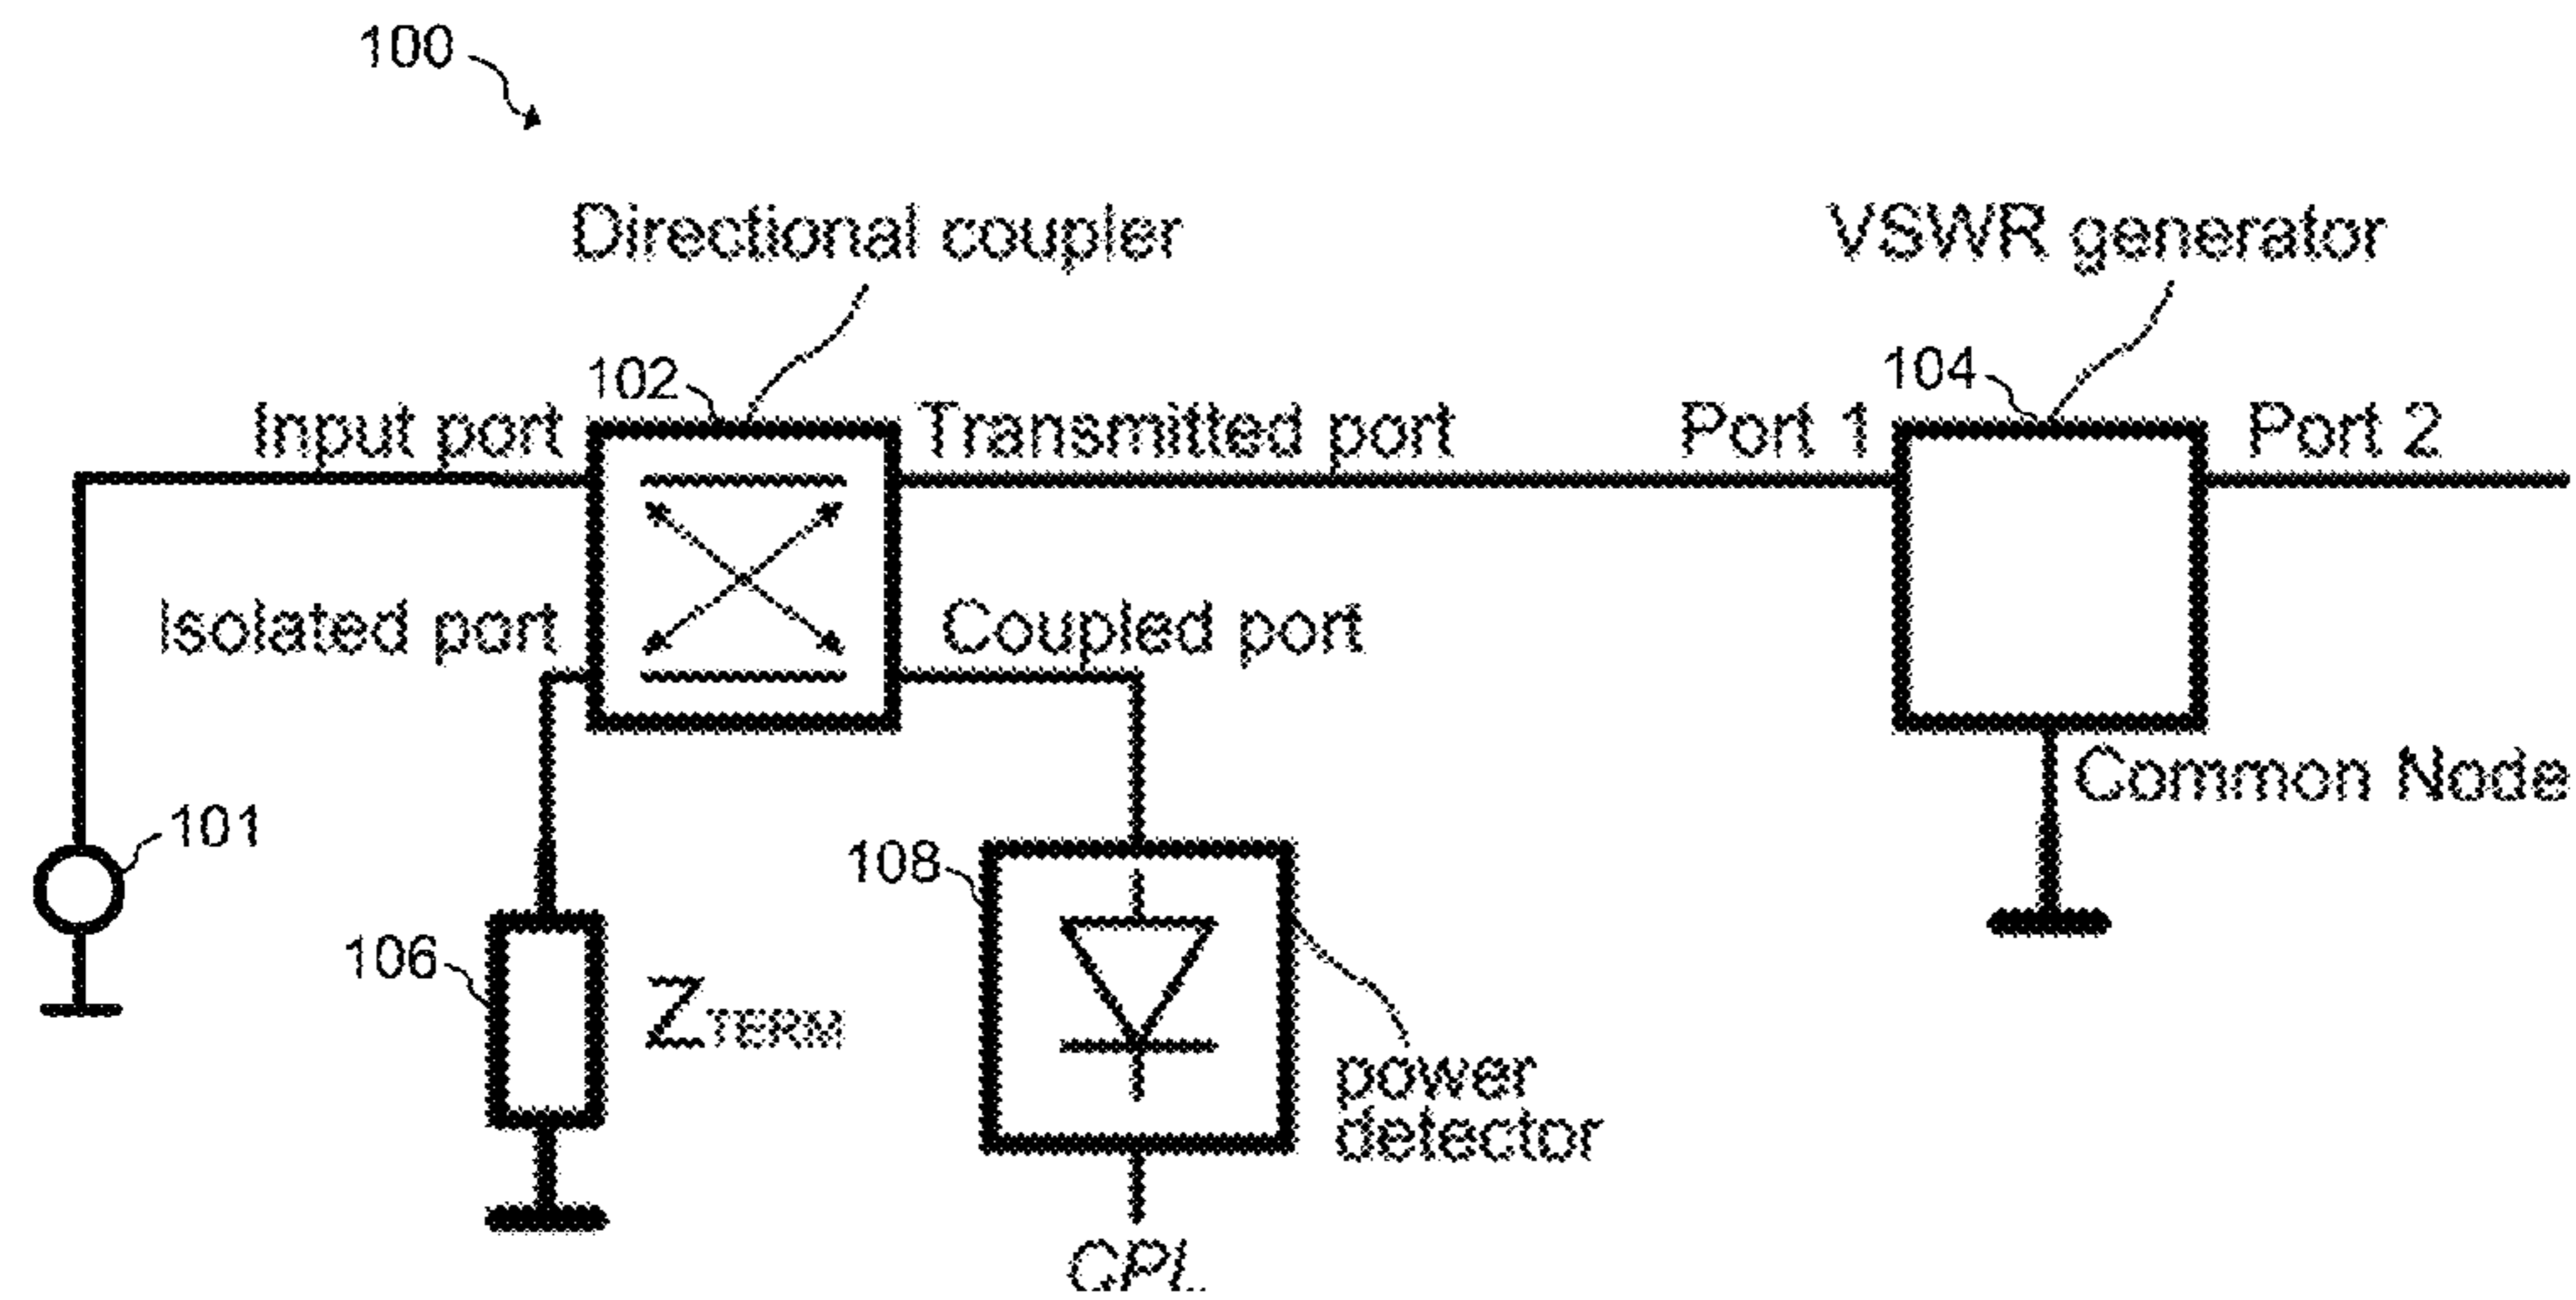 100
Directional coupler
VSWR generator
102
104
Input port
Transmitted port
Port 1
Port 2
Isolated port
Coupled port
Common Node
101
108
106
ZTERM
power
detector
CPL